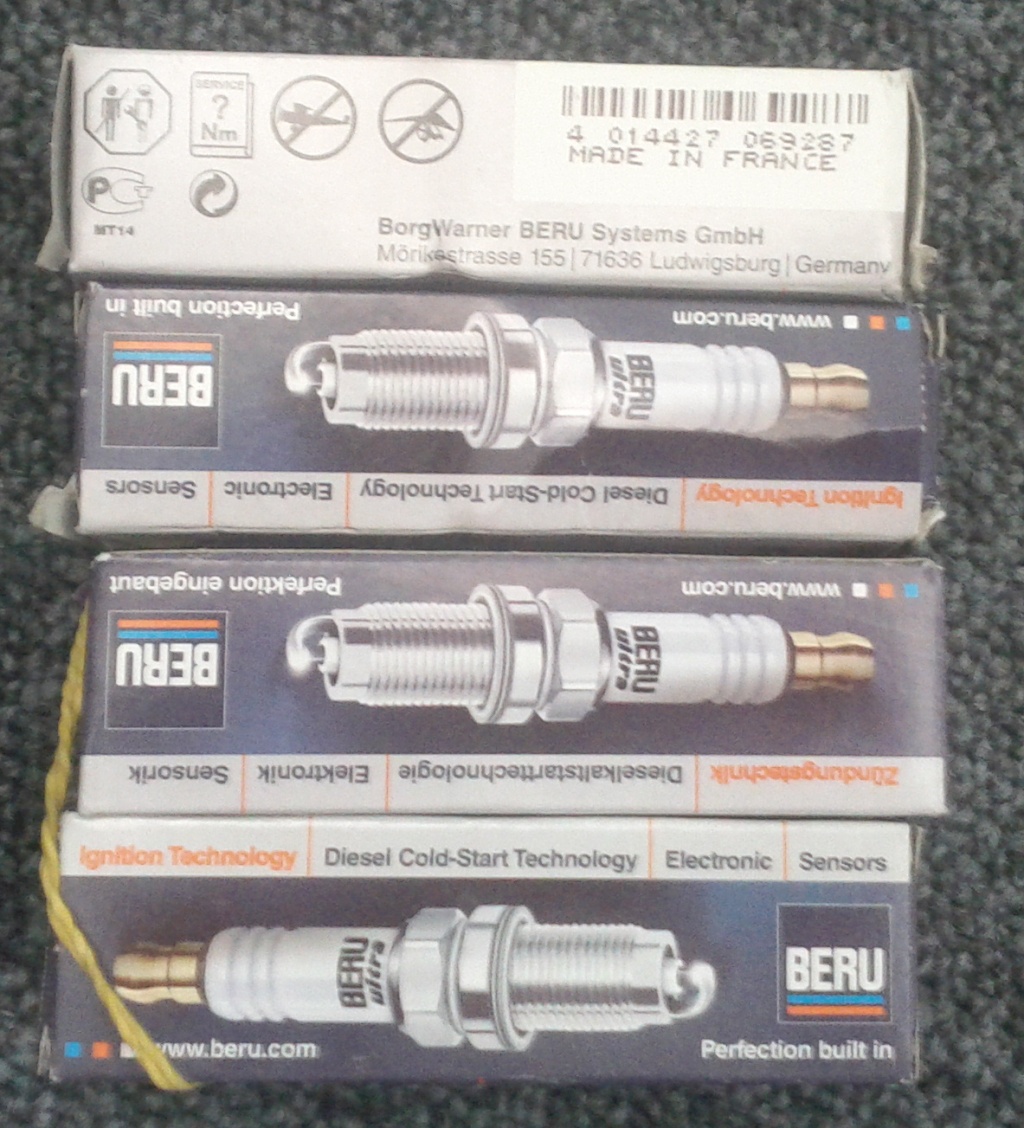 SERVICE
?
Nm
4 014427 069287
MADE IN FRANCE
MT14
BorgWarner BERU Systems GmbH
Mörikestrasse 155 | 71636 Ludwigsburg | Germany
Perfection built in
www.beru.com
BERU
BERU
ultra
Sensors | Electronic | Diesel Cold-Start Technology | Ignition Technology
Perfektion eingebaut
www.beru.com
BERU
BERU
ultra
Sensorik | Elektronik | Dieselkaltstarttechnologie | Zündungstechnik
Ignition Technology | Diesel Cold-Start Technology | Electronic | Sensors
BERU
ultra
BERU
www.beru.com
Perfection built in